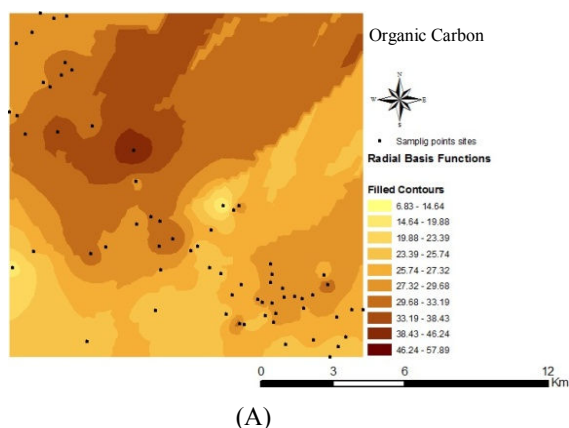 Organic Carbon
N
W E
S
Samplig points sites
Radial Basis Functions
Filled Contours
6.83 - 14.64
14.64 - 19.88
19.88 - 23.39
23.39 - 25.74
25.74 - 27.32
27.32 - 29.68
29.68 - 33.19
33.19 - 38.43
38.43 - 46.24
46.24 - 57.89
0 3 6 9 12
Km
(A)